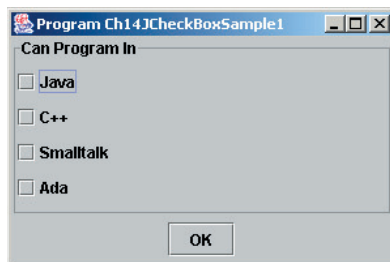 Program Ch14JCheckBoxSample1
Can Program In
Java
C++
Smalltalk
Ada
OK